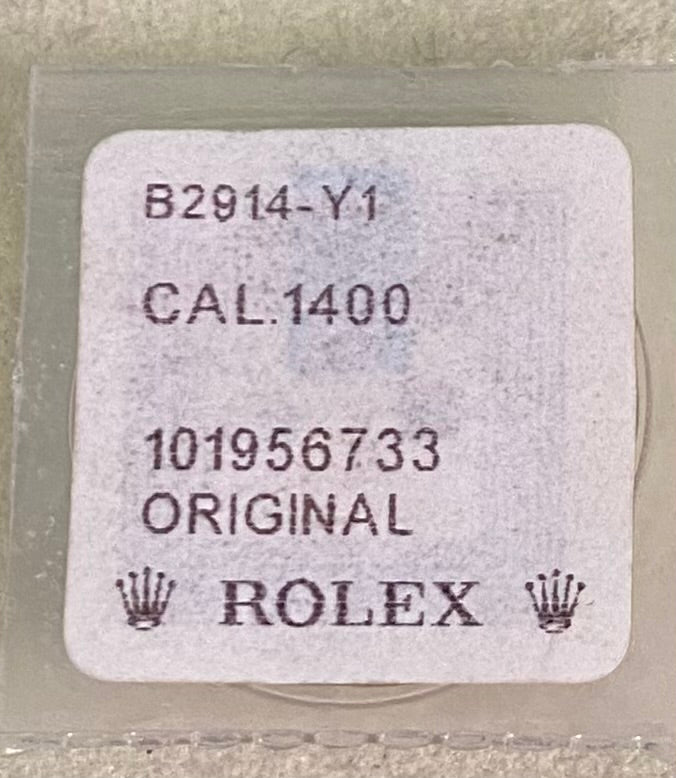 B2914-Y1
CAL.1400
101956733
ORIGINAL
ROLEX